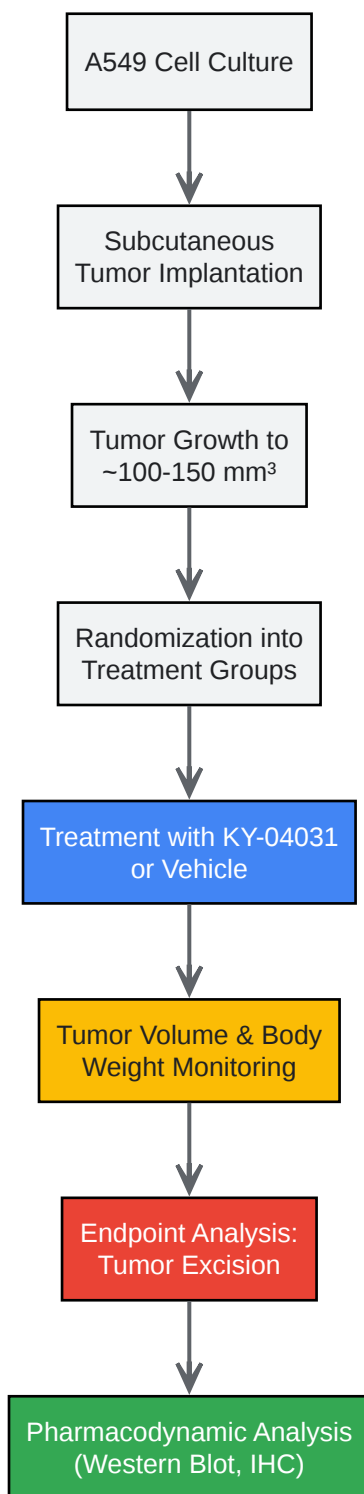 A549 Cell Culture
Subcutaneous
Tumor Implantation
Tumor Growth to
~100-150 mm³
Randomization into
Treatment Groups
Treatment with KY-04031
or Vehicle
Tumor Volume & Body
Weight Monitoring
Endpoint Analysis:
Tumor Excision
Pharmacodynamic Analysis
(Western Blot, IHC)